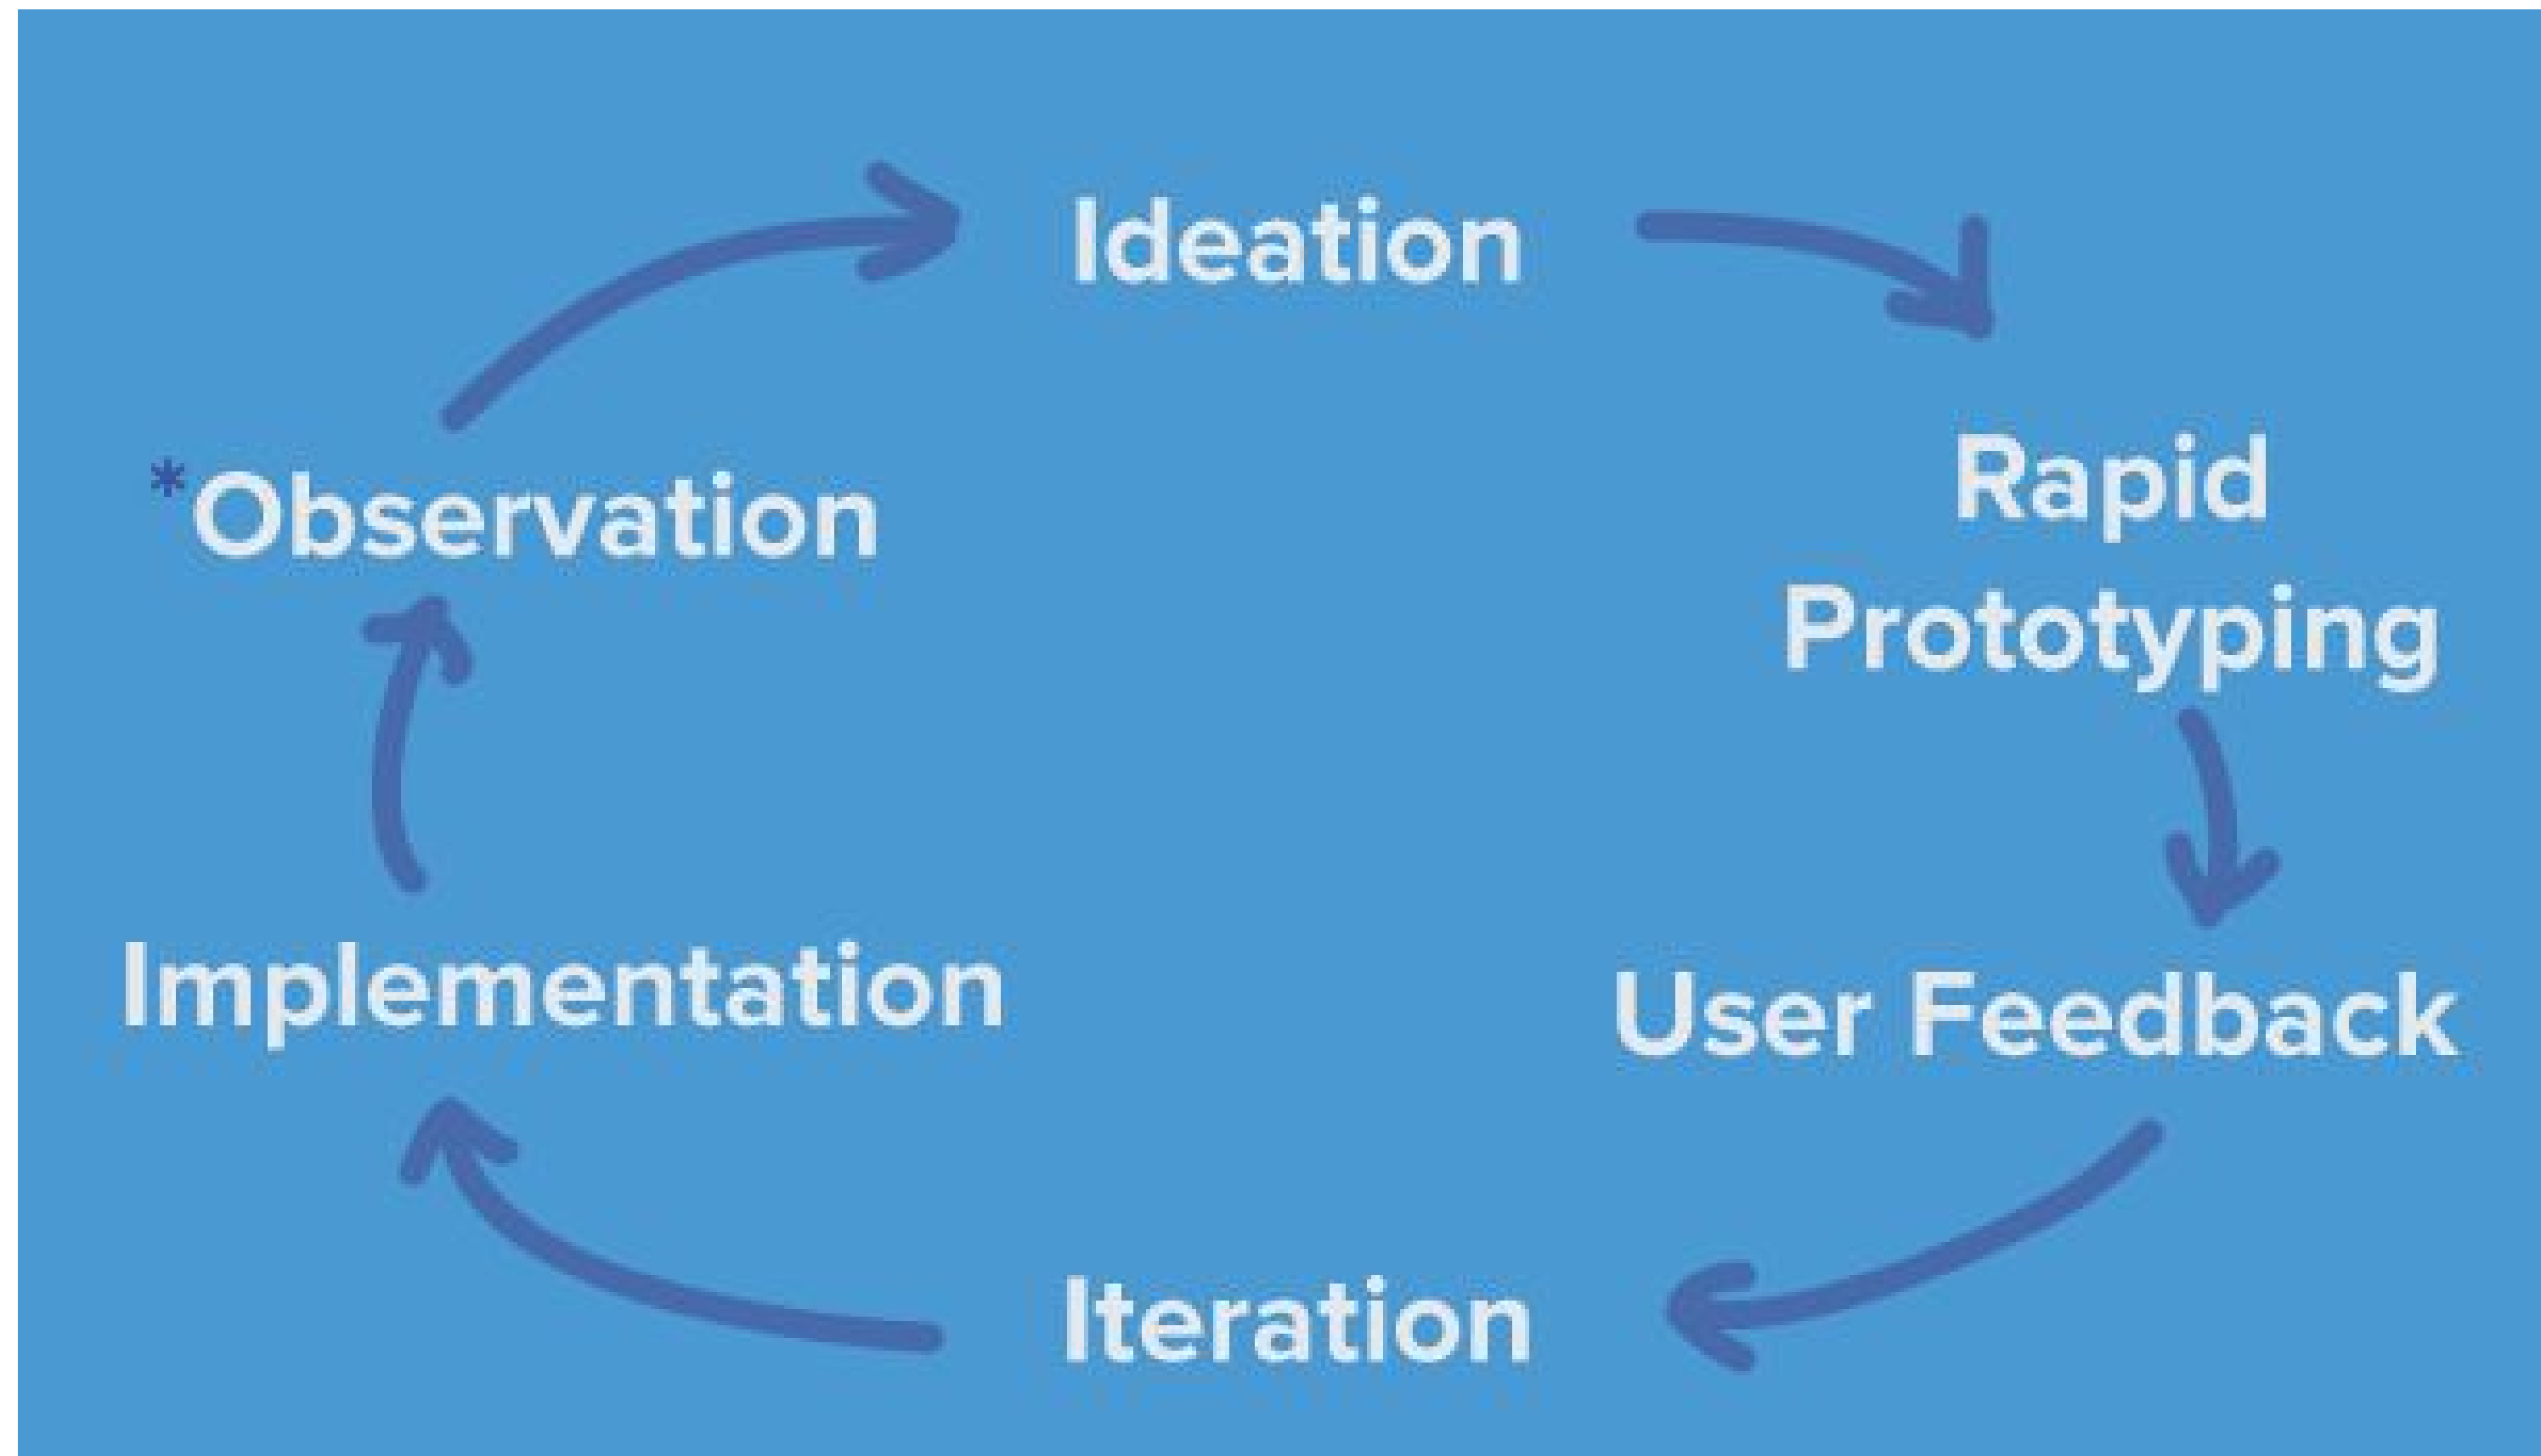 Ideation
*Observation
Rapid
Prototyping
Implementation
User Feedback
Iteration